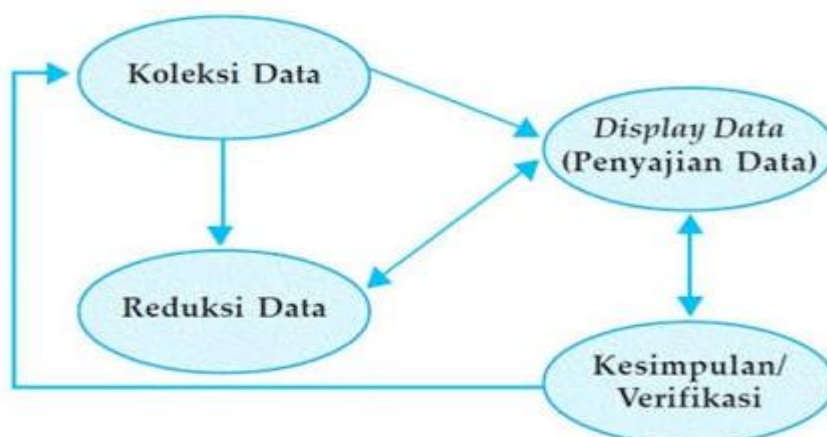 Koleksi Data
Display Data
(Penyajian Data)
Reduksi Data
Kesimpulan/
Verifikasi